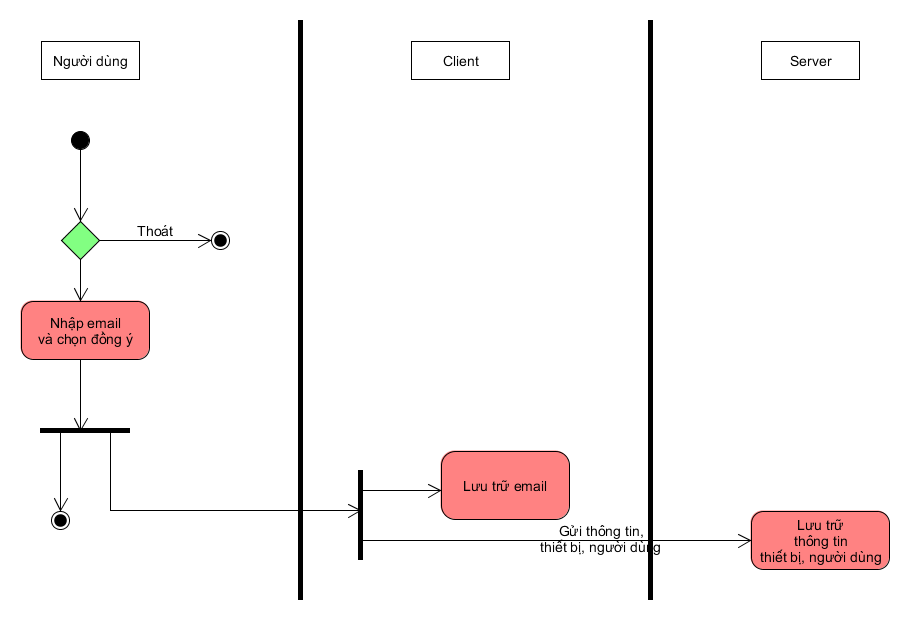 Người dùng
Client
Server
Thoát
Nhập email
và chọn đồng ý
Lưu trữ email
Gửi thông tin,
thiết bị, người dùng
Lưu trữ
thông tin
thiết bị, người dùng